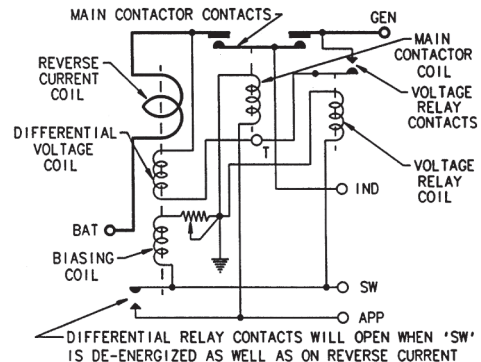 MAIN CONTACTOR CONTACTS
GEN
MAIN
CONTACTOR
COIL
REVERSE
CURRENT
COIL
VOLTAGE
RELAY
CONTACTS
DIFFERENTIAL
VOLTAGE
COIL
T
VOLTAGE
RELAY
COIL
IND
BAT
BIASING
COIL
SW
APP
DIFFERENTIAL RELAY CONTACTS WILL OPEN WHEN 'SW'
IS DE-ENERGIZED AS WELL AS ON REVERSE CURRENT